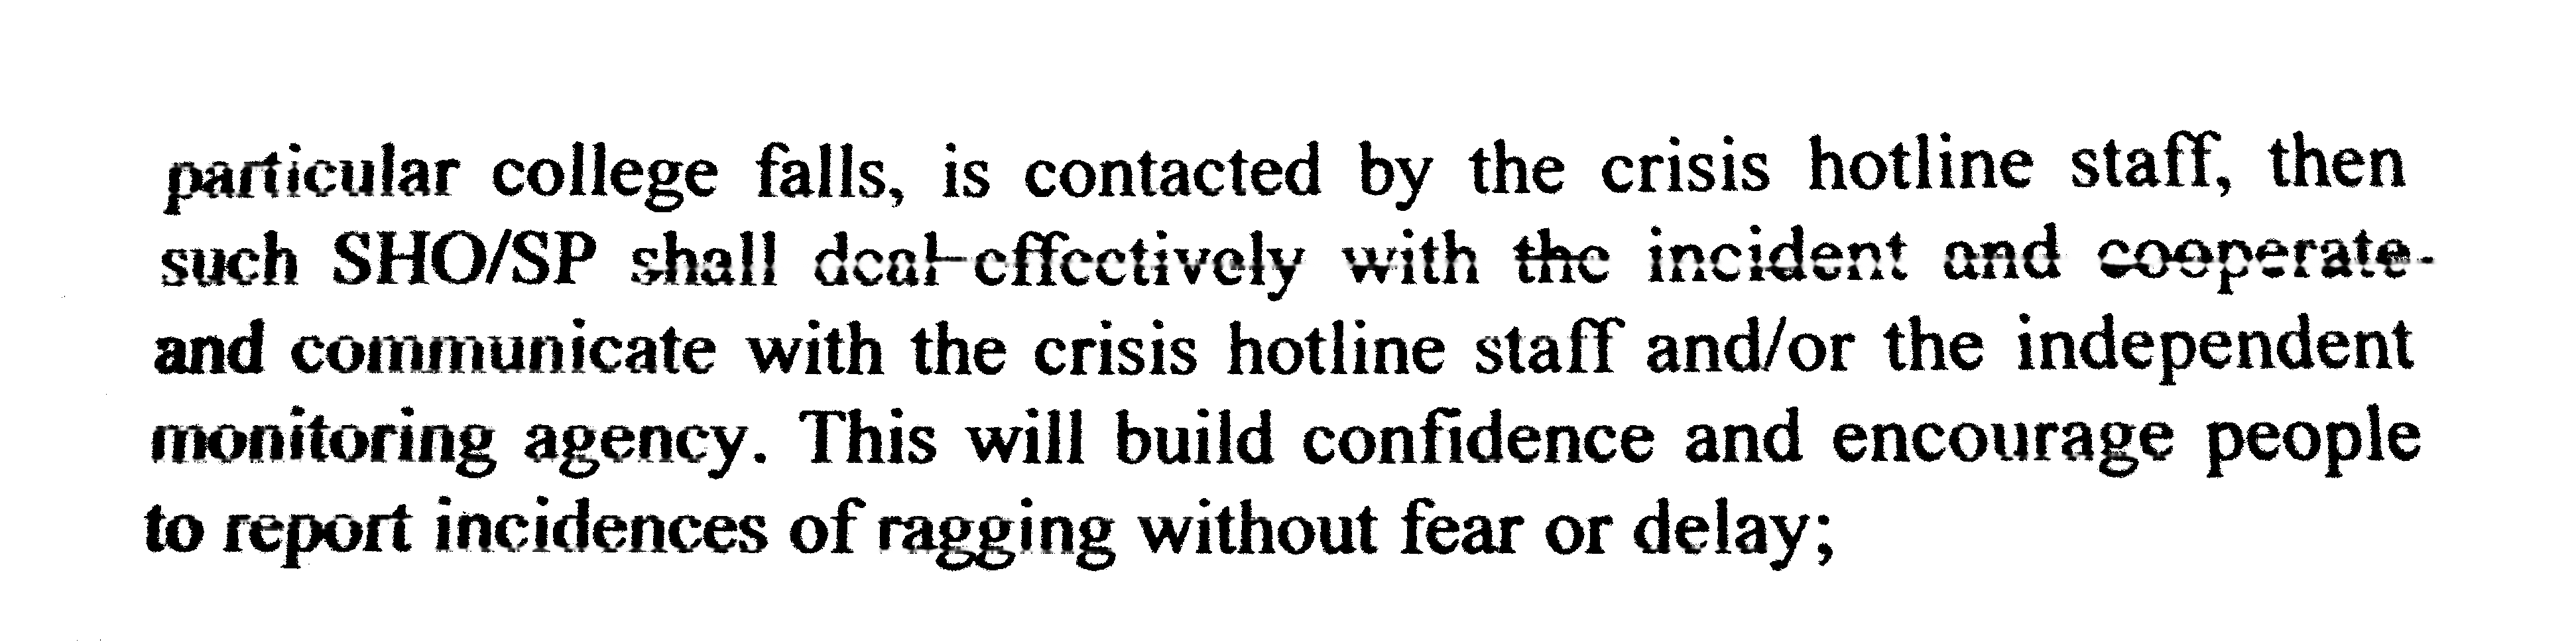 particular college falls, is contacted by the crisis hotline staff, then
such SHO/SP shall deal effectively with the incident and cooperate
and communicate with the crisis hotline staff and/or the independent
monitoring agency. This will build confidence and encourage people
to report incidences of ragging without fear or delay;